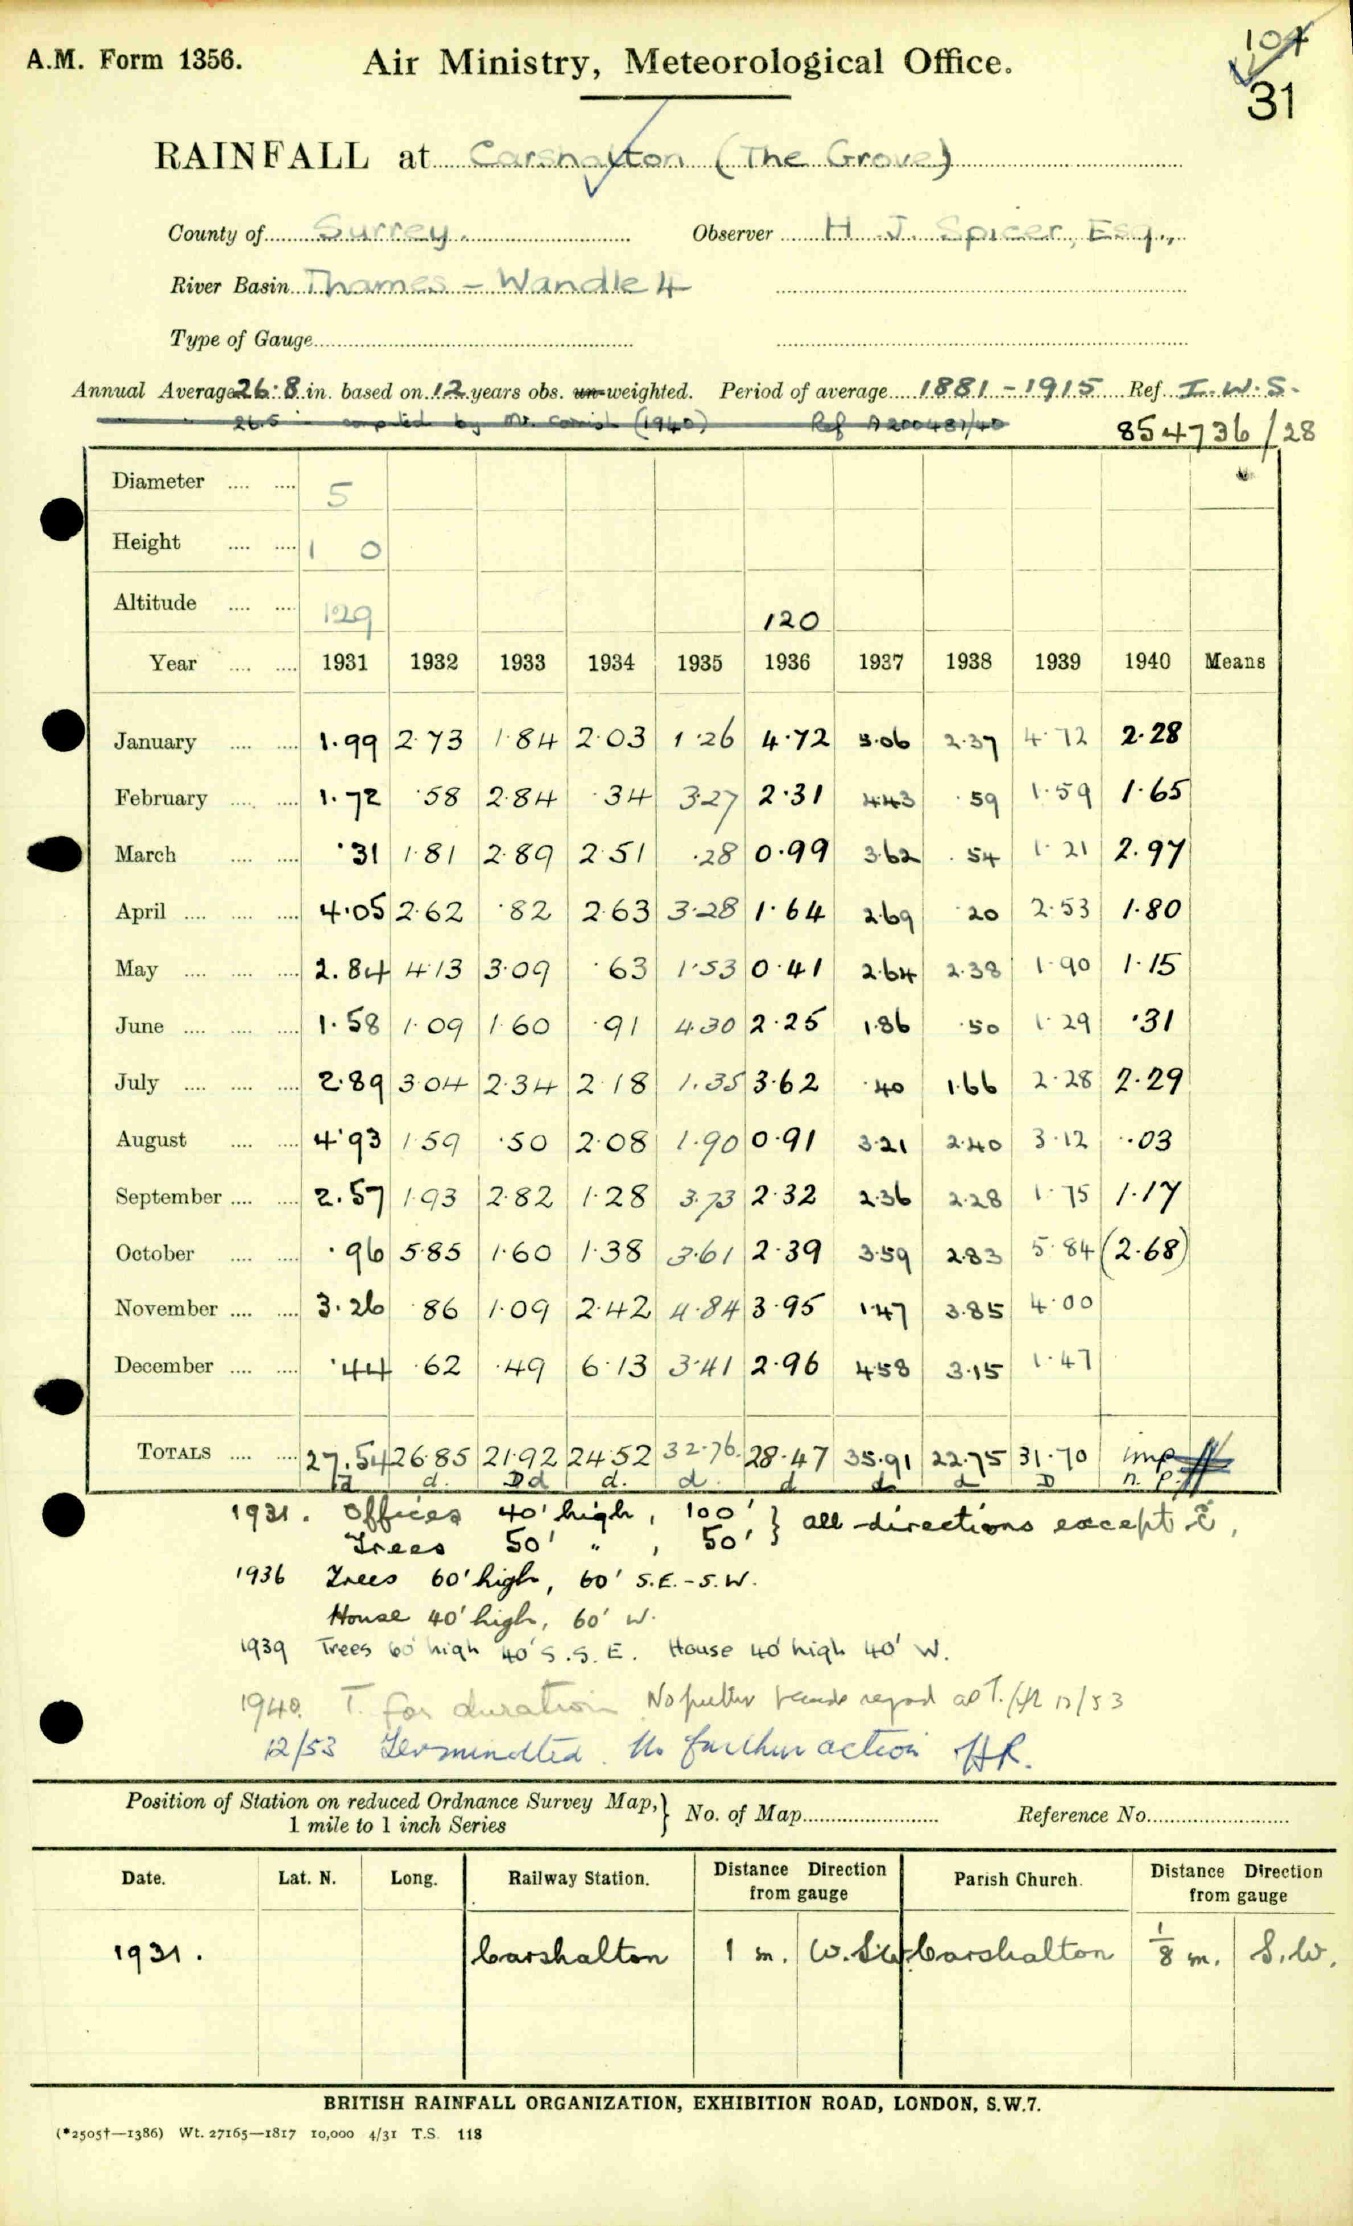 A.M. Form 1356. Air Ministry, Meteorological Office. 104
31
RAINFALL at Carshalton (The Grove)
County of Surrey. Observer H. J. Spicer, Esq.,
River Basin Thames - Wandle 4
Type of Gauge
Annual Average 26.8 in. based on 12 years obs. un-weighted. Period of average 1881-1915 Ref. I.W.S.
26.5 computed by Mr. Cornish (1940) Ref A200481/40 854736/28
Diameter .... .... 5
Height .... .... 1 0
Altitude .... .... 129 120
Year .... .... 1931 1932 1933 1934 1935 1936 1937 1938 1939 1940 Means
January .... .... 1.99 2.73 1.84 2.03 1.26 4.72 3.06 2.37 4.72 2.28
February .... .... 1.72 .58 2.84 .34 3.27 2.31 4.43 .59 1.59 1.65
March .... .... .31 1.81 2.89 2.51 .28 0.99 3.62 .54 1.21 2.97
April .... .... .... 4.05 2.62 .82 2.63 3.28 1.64 2.69 .20 2.53 1.80
May .... .... .... 2.84 4.13 3.09 .63 1.53 0.41 2.64 2.38 1.90 1.15
June .... .... .... 1.58 1.09 1.60 .91 4.30 2.25 1.86 .50 1.29 .31
July .... .... .... 2.89 3.04 2.34 2.18 1.35 3.62 .40 1.66 2.28 2.29
August .... .... 4.93 1.59 .50 2.08 1.90 0.91 3.21 2.40 3.12 .03
September .... .... 2.57 1.93 2.82 1.28 3.73 2.32 2.36 2.28 1.75 1.17
October .... .... .96 5.85 1.60 1.38 3.61 2.39 3.59 2.83 5.84 (2.68)
November .... .... 3.26 .86 1.09 2.42 4.84 3.95 1.47 3.85 4.00
December .... .... .44 .62 .49 6.13 3.41 2.96 4.58 3.15 1.47
TOTALS .... .... 27.54 26.85 21.92 24.52 32.76 28.47 35.91 22.75 31.70 imp
d d. Dd d. d. d d d D n. p.
1931. Offices 40' high, 100' } all directions except E,
Trees 50' " , 50' }
1936 Trees 60' high, 60' S.E.-S.W.
House 40' high, 60' W.
1939 Trees 60' high 40' S.S.E. House 40' high 40' W.
1940. T. for duration. No further records regard as T. 12/53
12/53 Terminated. No further action HR.
Position of Station on reduced Ordnance Survey Map, } No. of Map Reference No.
1 mile to 1 inch Series
Date. Lat. N. Long. Railway Station. Distance Direction from gauge Parish Church. Distance Direction from gauge
1931. Carshalton 1 m. W.S.W. Carshalton 1/8 m. S.W.
BRITISH RAINFALL ORGANIZATION, EXHIBITION ROAD, LONDON, S.W.7.
(*2505†—1386) Wt. 27165—1817 10,000 4/31 T.S. 118